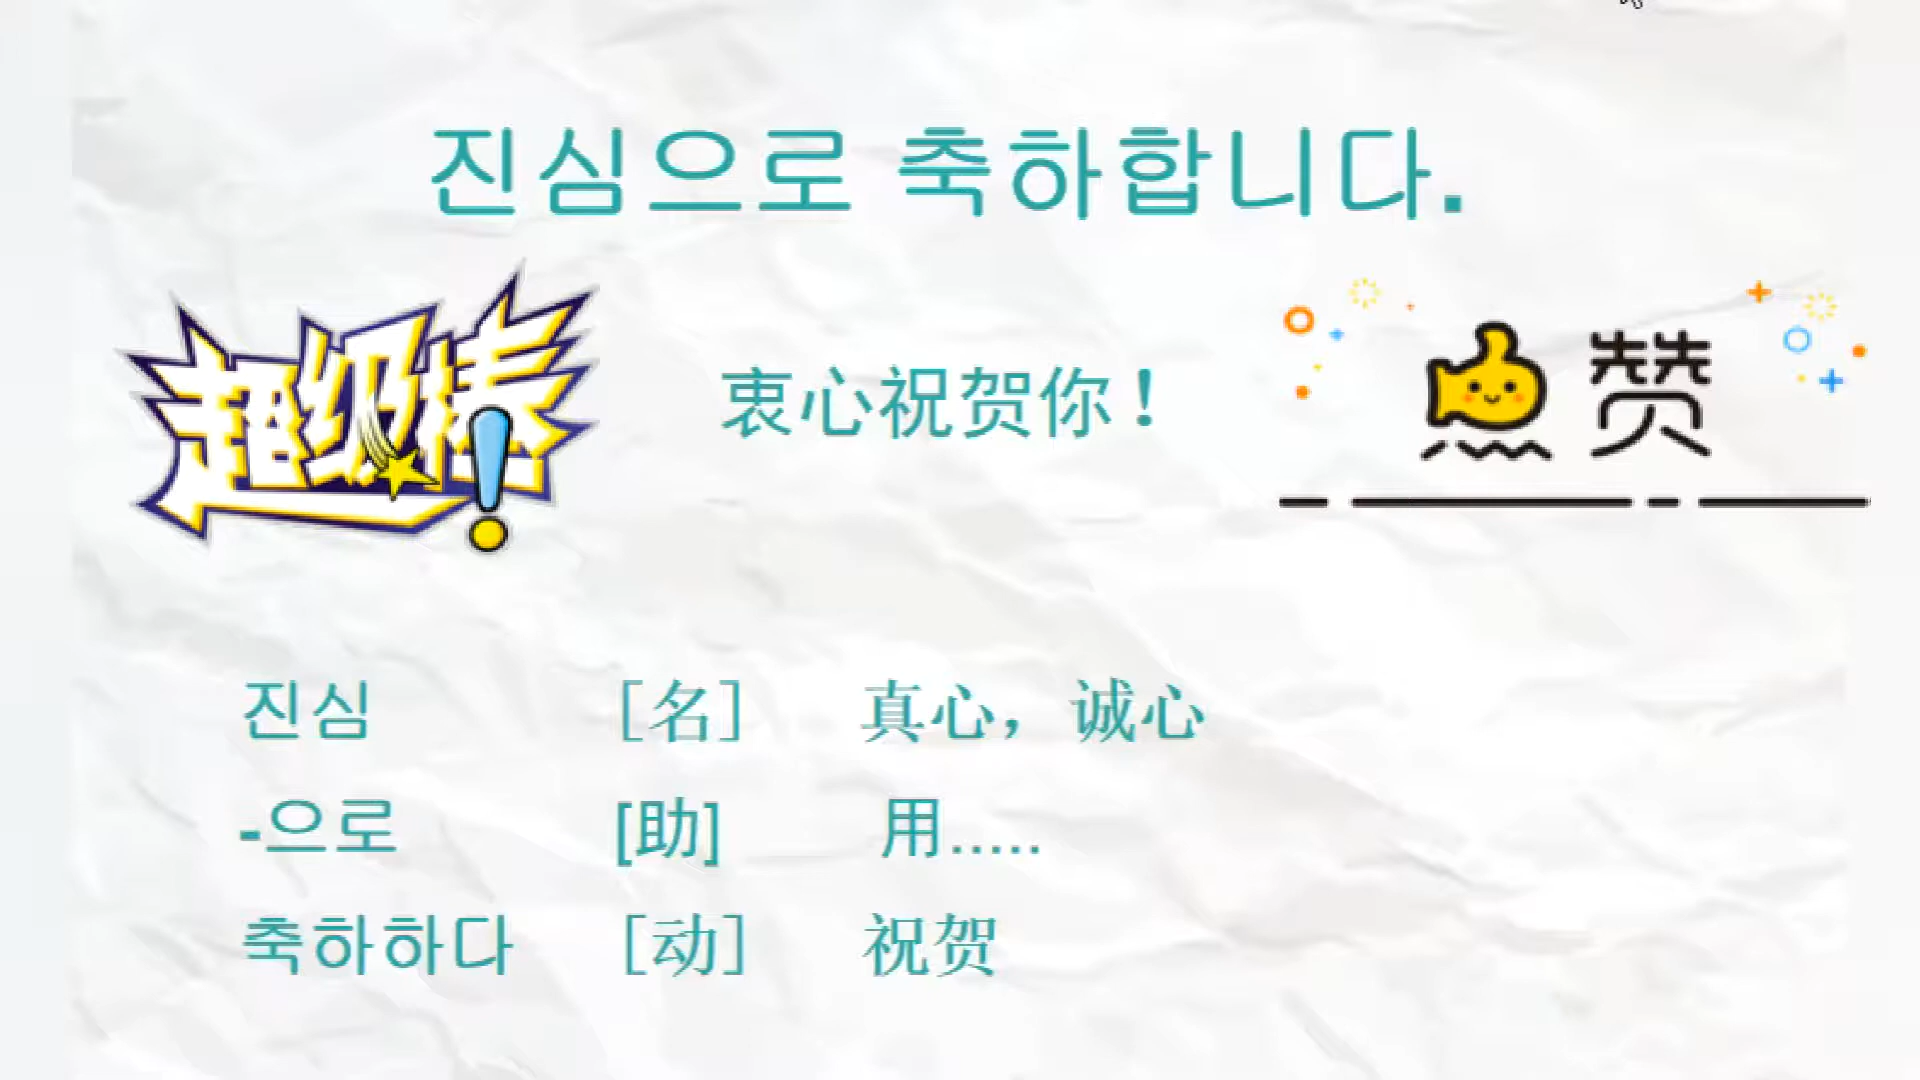 진심으로 축하합니다.
超级棒!
衷心祝贺你！
点赞
진심 ［名］ 真心，诚心
-으로 [助] 用.....
축하하다 ［动］ 祝贺